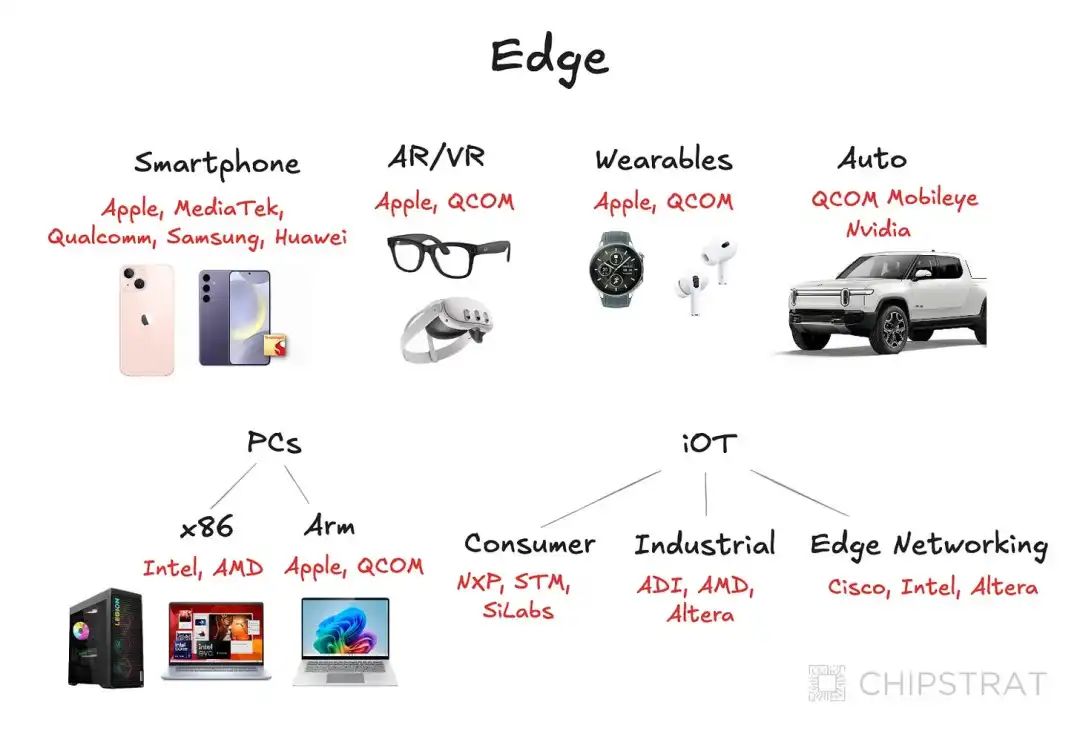 Edge
Smartphone
Apple, MediaTek,
Qualcomm, Samsung, Huawei
AR/VR
Apple, QCOM
Wearables
Apple, QCOM
Auto
QCOM Mobileye
Nvidia
PCs
x86
Intel, AMD
Arm
Apple, QCOM
LEGION
iOT
Consumer
NXP, STM,
SiLabs
Industrial
ADI, AMD,
Altera
Edge Networking
Cisco, Intel, Altera
CHIPSTRAT